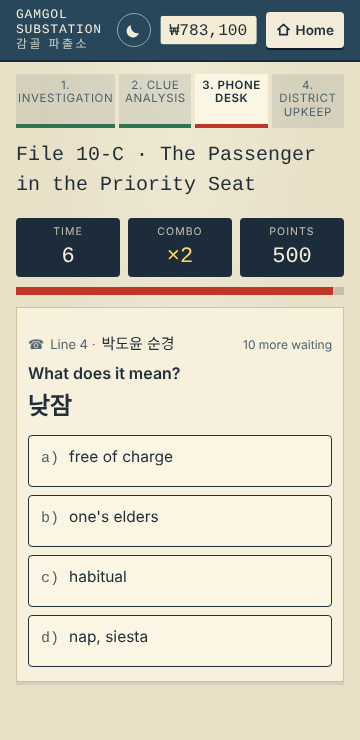 GAMGOL
SUBSTATION
감골 파출소
₩783,100
Home
1. INVESTIGATION
2. CLUE ANALYSIS
3. PHONE DESK
4. DISTRICT UPKEEP
File 10-C · The Passenger
in the Priority Seat
TIME
6
COMBO
×2
POINTS
500
☎ Line 4 · 박도윤 순경
10 more waiting
What does it mean?
낮잠
a) free of charge
b) one's elders
c) habitual
d) nap, siesta